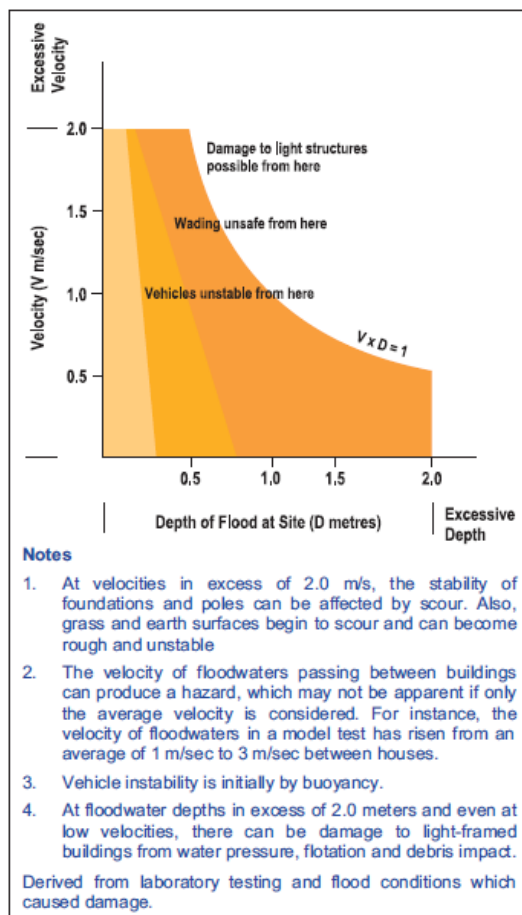 Excessive
Velocity
2.0
Damage to light structures
possible from here
1.5
Wading unsafe from here
Velocity (V m/sec)
1.0
Vehicles unstable from here
V x D = 1
0.5
0.5
1.0
1.5
2.0
Depth of Flood at Site (D metres)
Excessive
Depth
Notes
1. At velocities in excess of 2.0 m/s, the stability of
foundations and poles can be affected by scour. Also,
grass and earth surfaces begin to scour and can become
rough and unstable
2. The velocity of floodwaters passing between buildings
can produce a hazard, which may not be apparent if only
the average velocity is considered. For instance, the
velocity of floodwaters in a model test has risen from an
average of 1 m/sec to 3 m/sec between houses.
3. Vehicle instability is initially by buoyancy.
4. At floodwater depths in excess of 2.0 meters and even at
low velocities, there can be damage to light-framed
buildings from water pressure, flotation and debris impact.
Derived from laboratory testing and flood conditions which
caused damage.